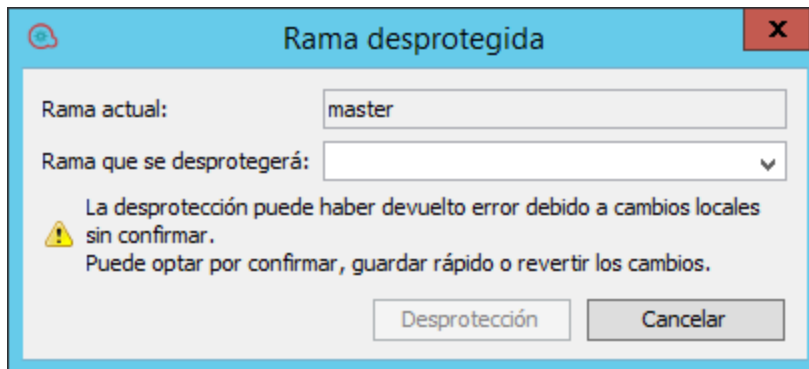 Rama desprotegida
x
Rama actual: master
Rama que se desprotegerá:
La desprotección puede haber devuelto error debido a cambios locales
sin confirmar.
Puede optar por confirmar, guardar rápido o revertir los cambios.
Desprotección Cancelar